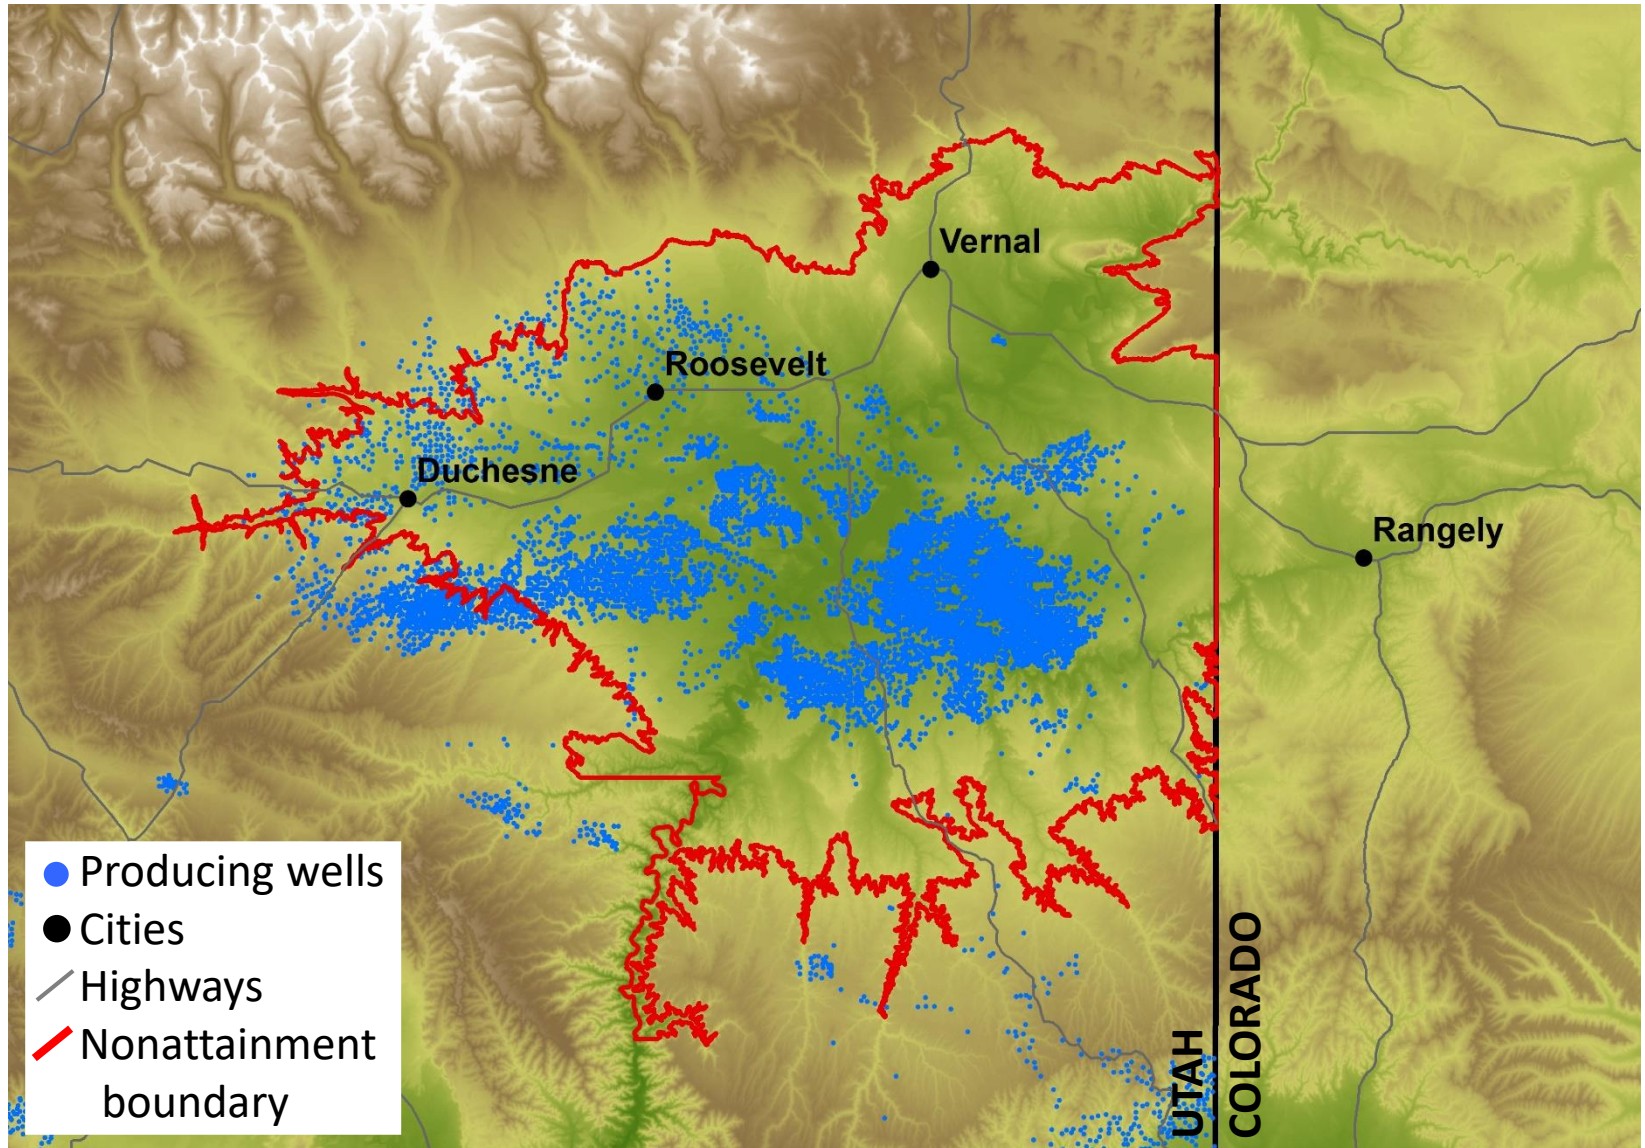 Vernal
Roosevelt
Duchesne
Rangely
Producing wells
Cities
Highways
Nonattainment
boundary
UTAH
COLORADO